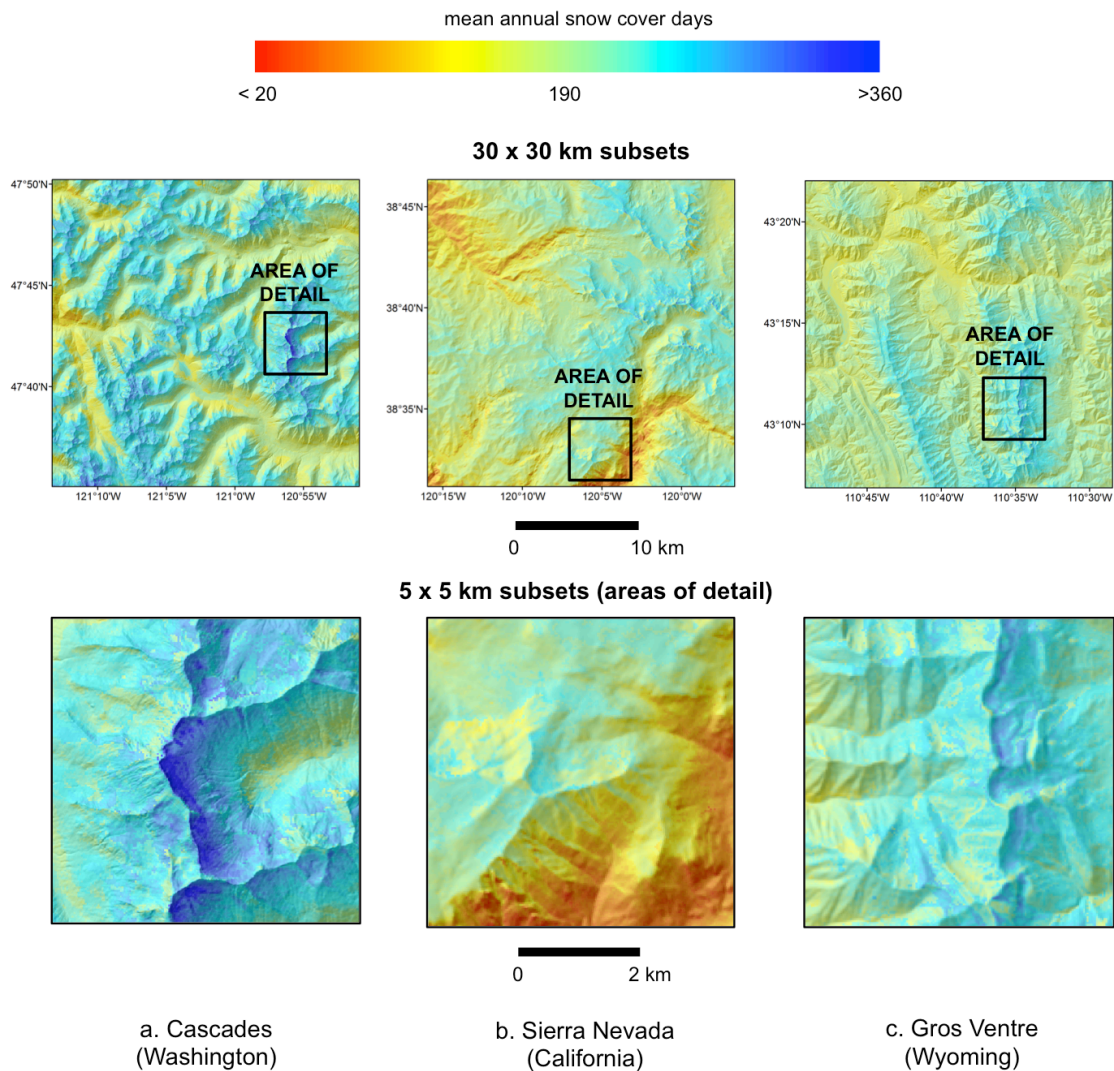 mean annual snow cover days
< 20 190 >360
30 x 30 km subsets
47°50'N
47°45'N
47°40'N
AREA OF
DETAIL
121°10'W 121°5'W 121°0'W 120°55'W
38°45'N
38°40'N
38°35'N
AREA OF
DETAIL
120°15'W 120°10'W 120°5'W 120°0'W
43°20'N
43°15'N
43°10'N
AREA OF
DETAIL
110°45'W 110°40'W 110°35'W 110°30'W
0 10 km
5 x 5 km subsets (areas of detail)
0 2 km
a. Cascades
(Washington)
b. Sierra Nevada
(California)
c. Gros Ventre
(Wyoming)